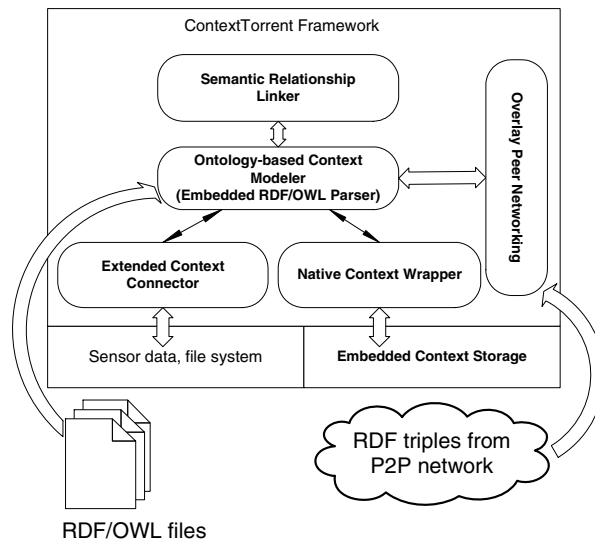 ContextTorrent Framework
Semantic Relationship
Linker
Overlay Peer Networking
Ontology-based Context
Modeler
(Embedded RDF/OWL Parser)
Extended Context
Connector
Native Context Wrapper
Sensor data, file system
Embedded Context Storage
RDF triples from
P2P network
RDF/OWL files